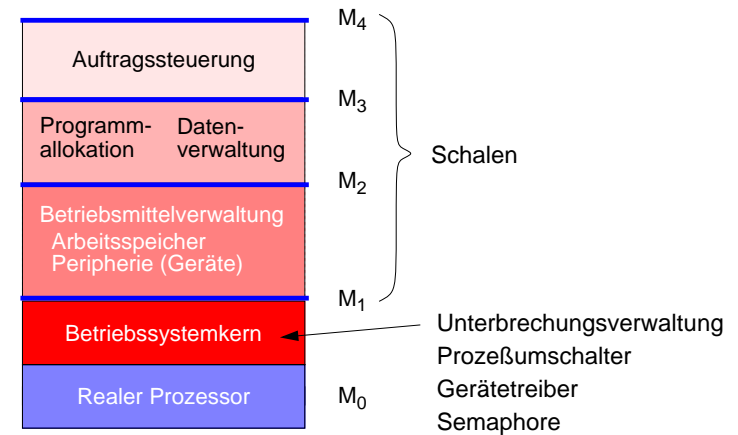 M4
Auftragssteuerung
M3
Programm- Daten-
allokation verwaltung
Schalen
M2
Betriebsmittelverwaltung
Arbeitsspeicher
Peripherie (Geräte)
M1
Unterbrechungsverwaltung
Betriebssystemkern
Prozeßumschalter
Gerätetreiber
Realer Prozessor
M0
Semaphore